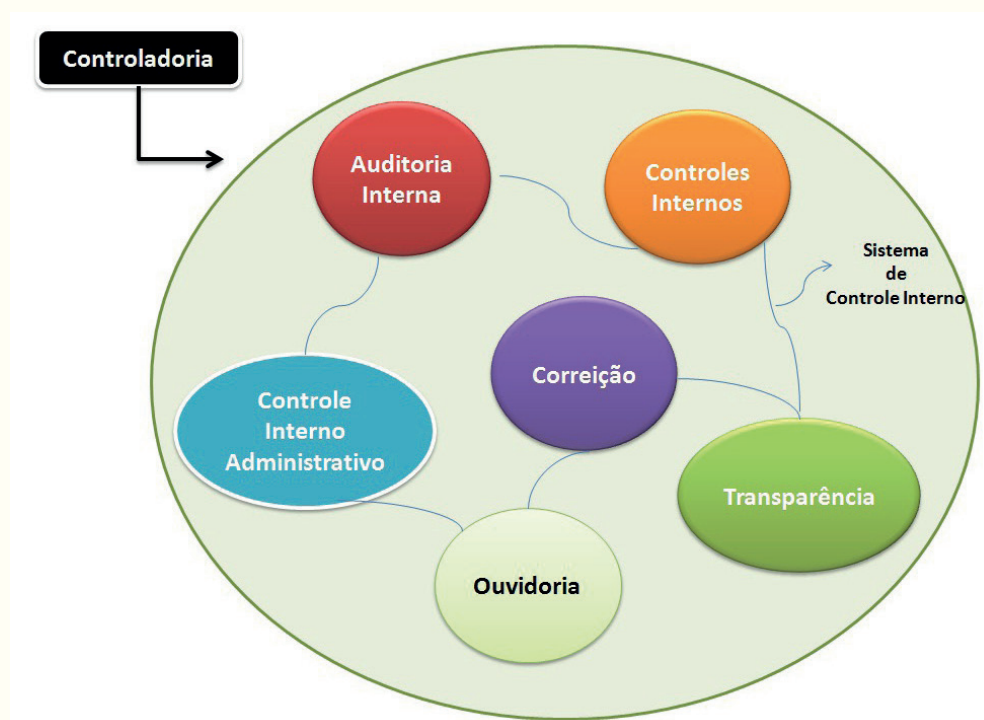 Controladoria
Auditoria
Interna
Controles
Internos
Sistema
de
Controle Interno
Correição
Controle
Interno
Administrativo
Transparência
Ouvidoria